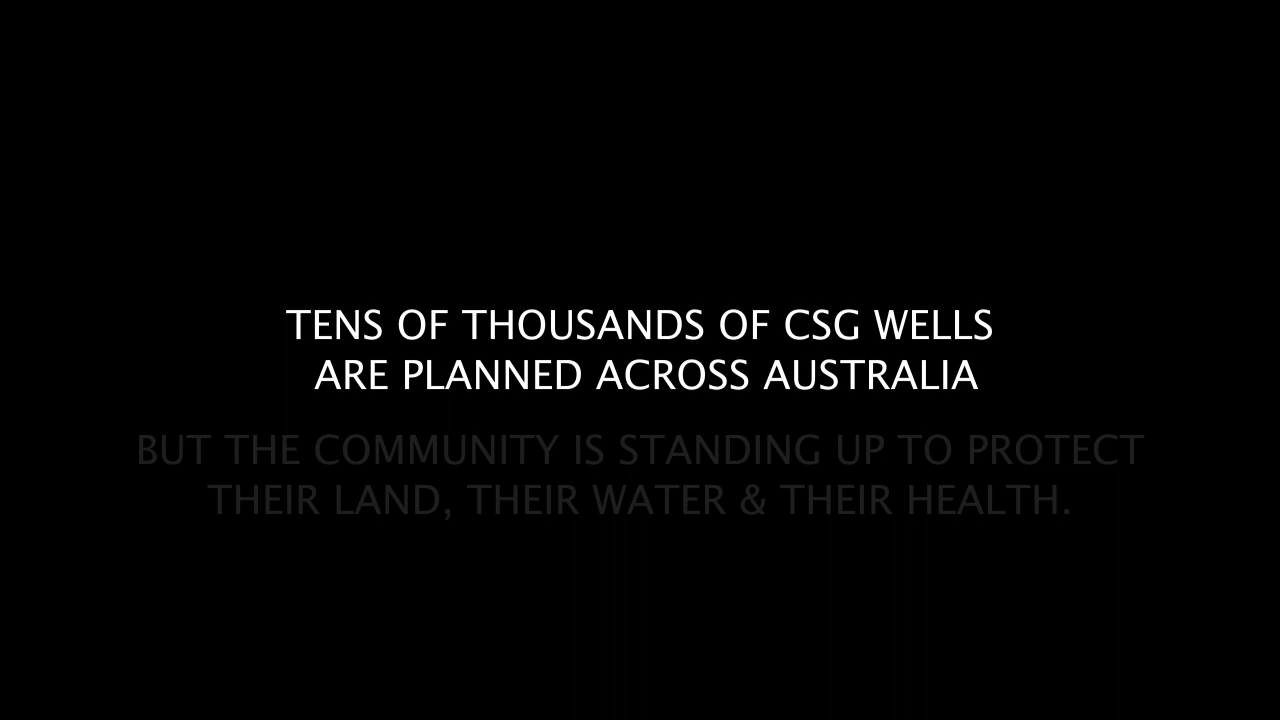 TENS OF THOUSANDS OF CSG WELLS
ARE PLANNED ACROSS AUSTRALIA
BUT THE COMMUNITY IS STANDING UP TO PROTECT
THEIR LAND, THEIR WATER & THEIR HEALTH.